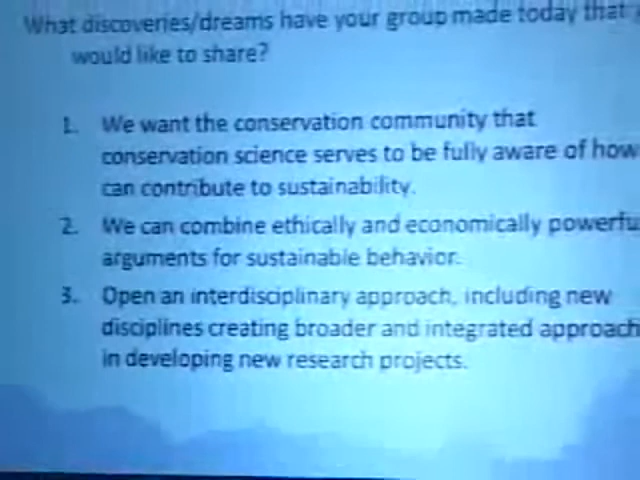 What discoveries/dreams have your group made today that
would like to share?
1. We want the conservation community that
conservation science serves to be fully aware of how
can contribute to sustainability.
2. We can combine ethically and economically powerfu
arguments for sustainable behavior.
3. Open an interdisciplinary approach, including new
disciplines creating broader and integrated approach
in developing new research projects.